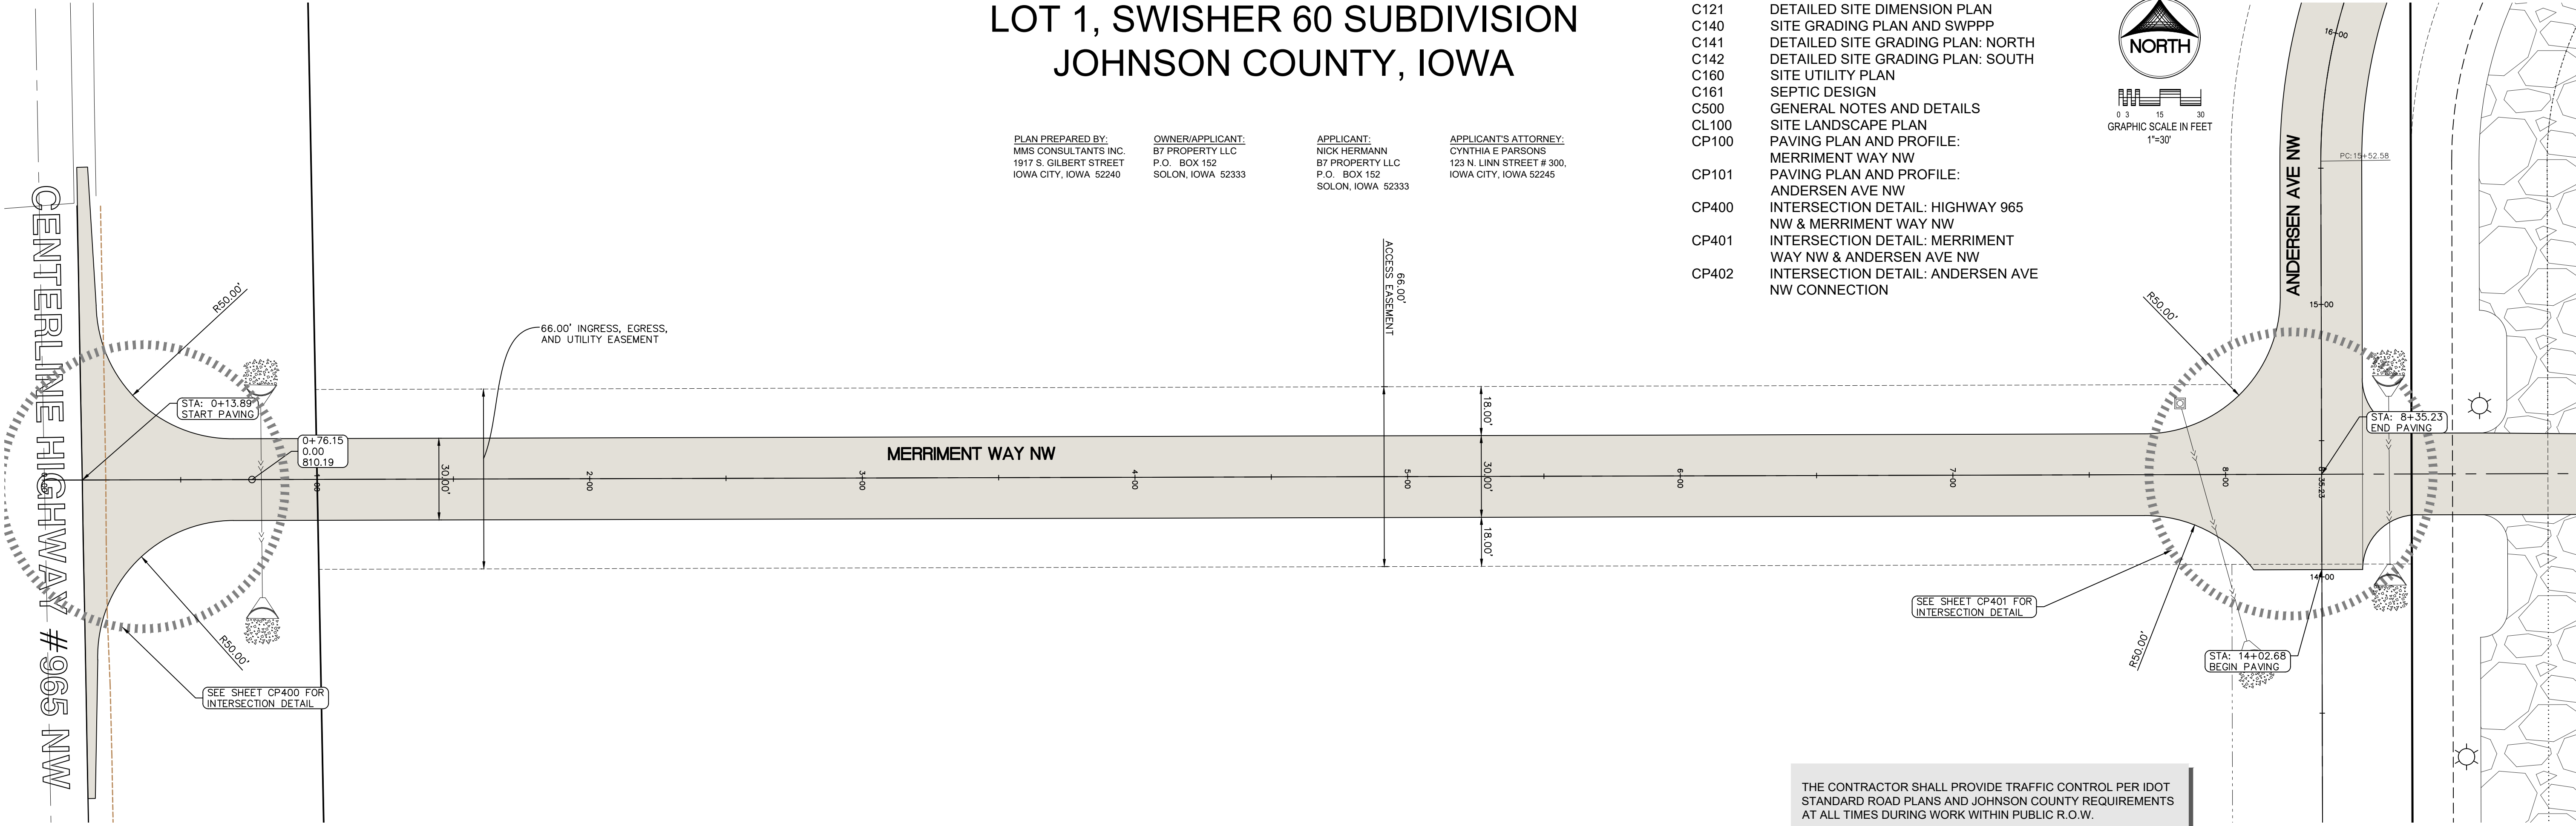 LOT 1, SWISHER 60 SUBDIVISION
JOHNSON COUNTY, IOWA
PLAN PREPARED BY:
MMS CONSULTANTS INC.
1917 S. GILBERT STREET
IOWA CITY, IOWA 52240
OWNER/APPLICANT:
B7 PROPERTY LLC
P.O. BOX 152
SOLON, IOWA 52333
APPLICANT:
NICK HERMANN
B7 PROPERTY LLC
P.O. BOX 152
SOLON, IOWA 52333
APPLICANT'S ATTORNEY:
CYNTHIA E PARSONS
123 N. LINN STREET # 300,
IOWA CITY, IOWA 52245
C121 DETAILED SITE DIMENSION PLAN
C140 SITE GRADING PLAN AND SWPPP
C141 DETAILED SITE GRADING PLAN: NORTH
C142 DETAILED SITE GRADING PLAN: SOUTH
C160 SITE UTILITY PLAN
C161 SEPTIC DESIGN
C500 GENERAL NOTES AND DETAILS
CL100 SITE LANDSCAPE PLAN
CP100 PAVING PLAN AND PROFILE:
MERRIMENT WAY NW
CP101 PAVING PLAN AND PROFILE:
ANDERSEN AVE NW
CP400 INTERSECTION DETAIL: HIGHWAY 965
NW & MERRIMENT WAY NW
CP401 INTERSECTION DETAIL: MERRIMENT
WAY NW & ANDERSEN AVE NW
CP402 INTERSECTION DETAIL: ANDERSEN AVE
NW CONNECTION
NORTH
0 3 15 30
GRAPHIC SCALE IN FEET
1"=30'
CENTERLINE HIGHWAY #965 NW
R50.00'
STA: 0+13.89
START PAVING
0+76.15
0.00
810.19
R50.00'
SEE SHEET CP400 FOR
INTERSECTION DETAIL
66.00' INGRESS, EGRESS,
AND UTILITY EASEMENT
30.00'
MERRIMENT WAY NW
66.00'
ACCESS EASEMENT
18.00'
30.00'
18.00'
1+00
2+00
3+00
4+00
5+00
6+00
7+00
8+00
8+35.23
R50.00'
ANDERSEN AVE NW
16+00
PC:15+52.58
15+00
STA: 8+35.23
END PAVING
14+00
SEE SHEET CP401 FOR
INTERSECTION DETAIL
R50.00'
STA: 14+02.68
BEGIN PAVING
THE CONTRACTOR SHALL PROVIDE TRAFFIC CONTROL PER IDOT
STANDARD ROAD PLANS AND JOHNSON COUNTY REQUIREMENTS
AT ALL TIMES DURING WORK WITHIN PUBLIC R.O.W.